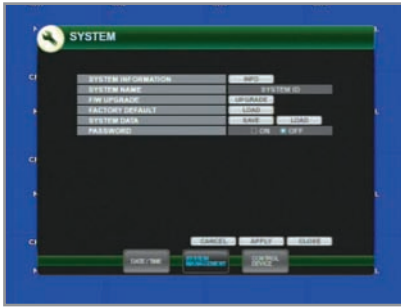 SYSTEM
SYSTEM INFORMATION INFO
SYSTEM NAME SYSTEM ID
F/W UPGRADE UPGRADE
FACTORY DEFAULT LOAD
SYSTEM DATA SAVE LOAD
PASSWORD ON OFF
CANCEL APPLY CLOSE
DATE / TIME SYSTEM MANAGEMENT CONTROL DEVICE